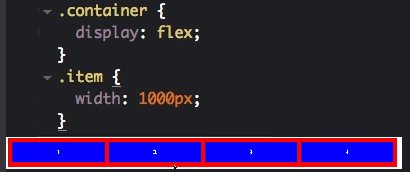 .container {
display: flex;
}
.item {
width: 1000px;
}
1 2 3 4